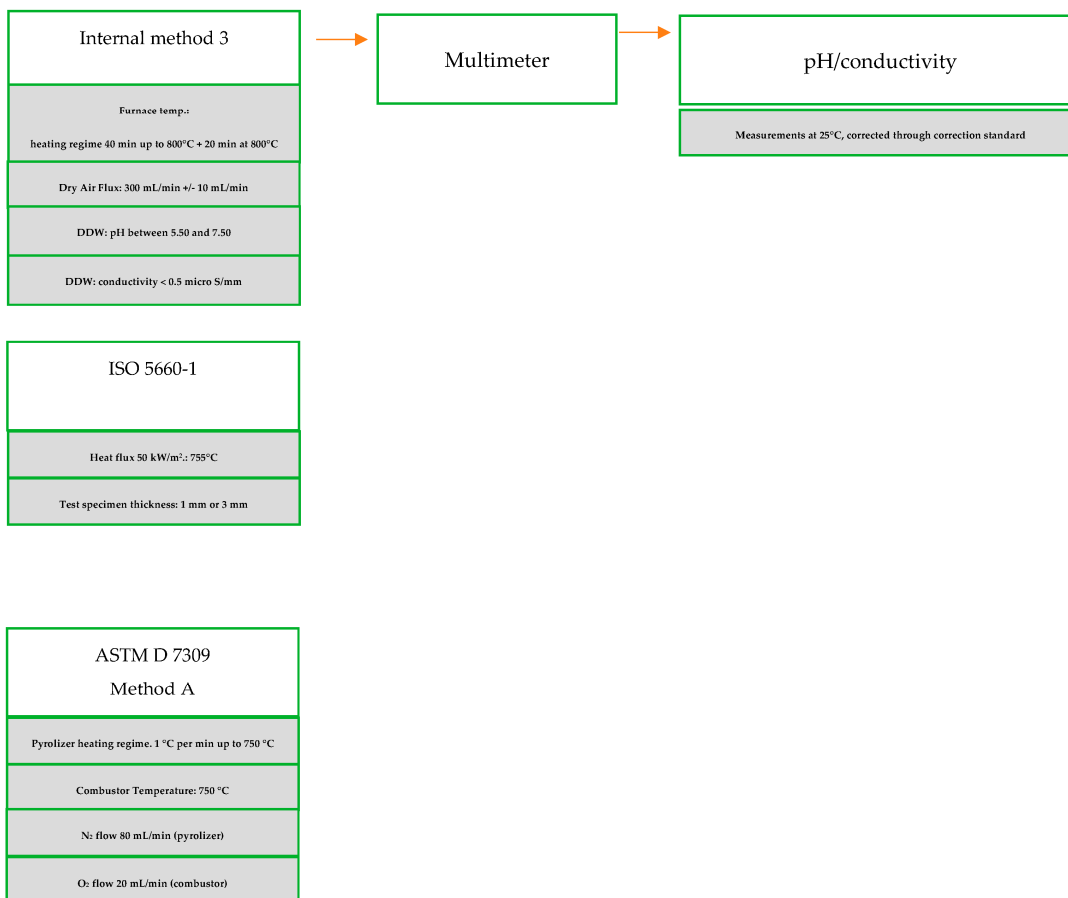 Internal method 3
Multimeter
pH/conductivity
Furnace temp.:
heating regime 40 min up to 800°C + 20 min at 800°C
Measurements at 25°C, corrected through correction standard
Dry Air Flux: 300 mL/min +/- 10 mL/min
DDW: pH between 5.50 and 7.50
DDW: conductivity < 0.5 micro S/mm
ISO 5660-1
Heat flux 50 kW/m².: 755°C
Test specimen thickness: 1 mm or 3 mm
ASTM D 7309
Method A
Pyrolizer heating regime. 1 °C per min up to 750 °C
Combustor Temperature: 750 °C
N₂ flow 80 mL/min (pyrolizer)
O₂ flow 20 mL/min (combustor)